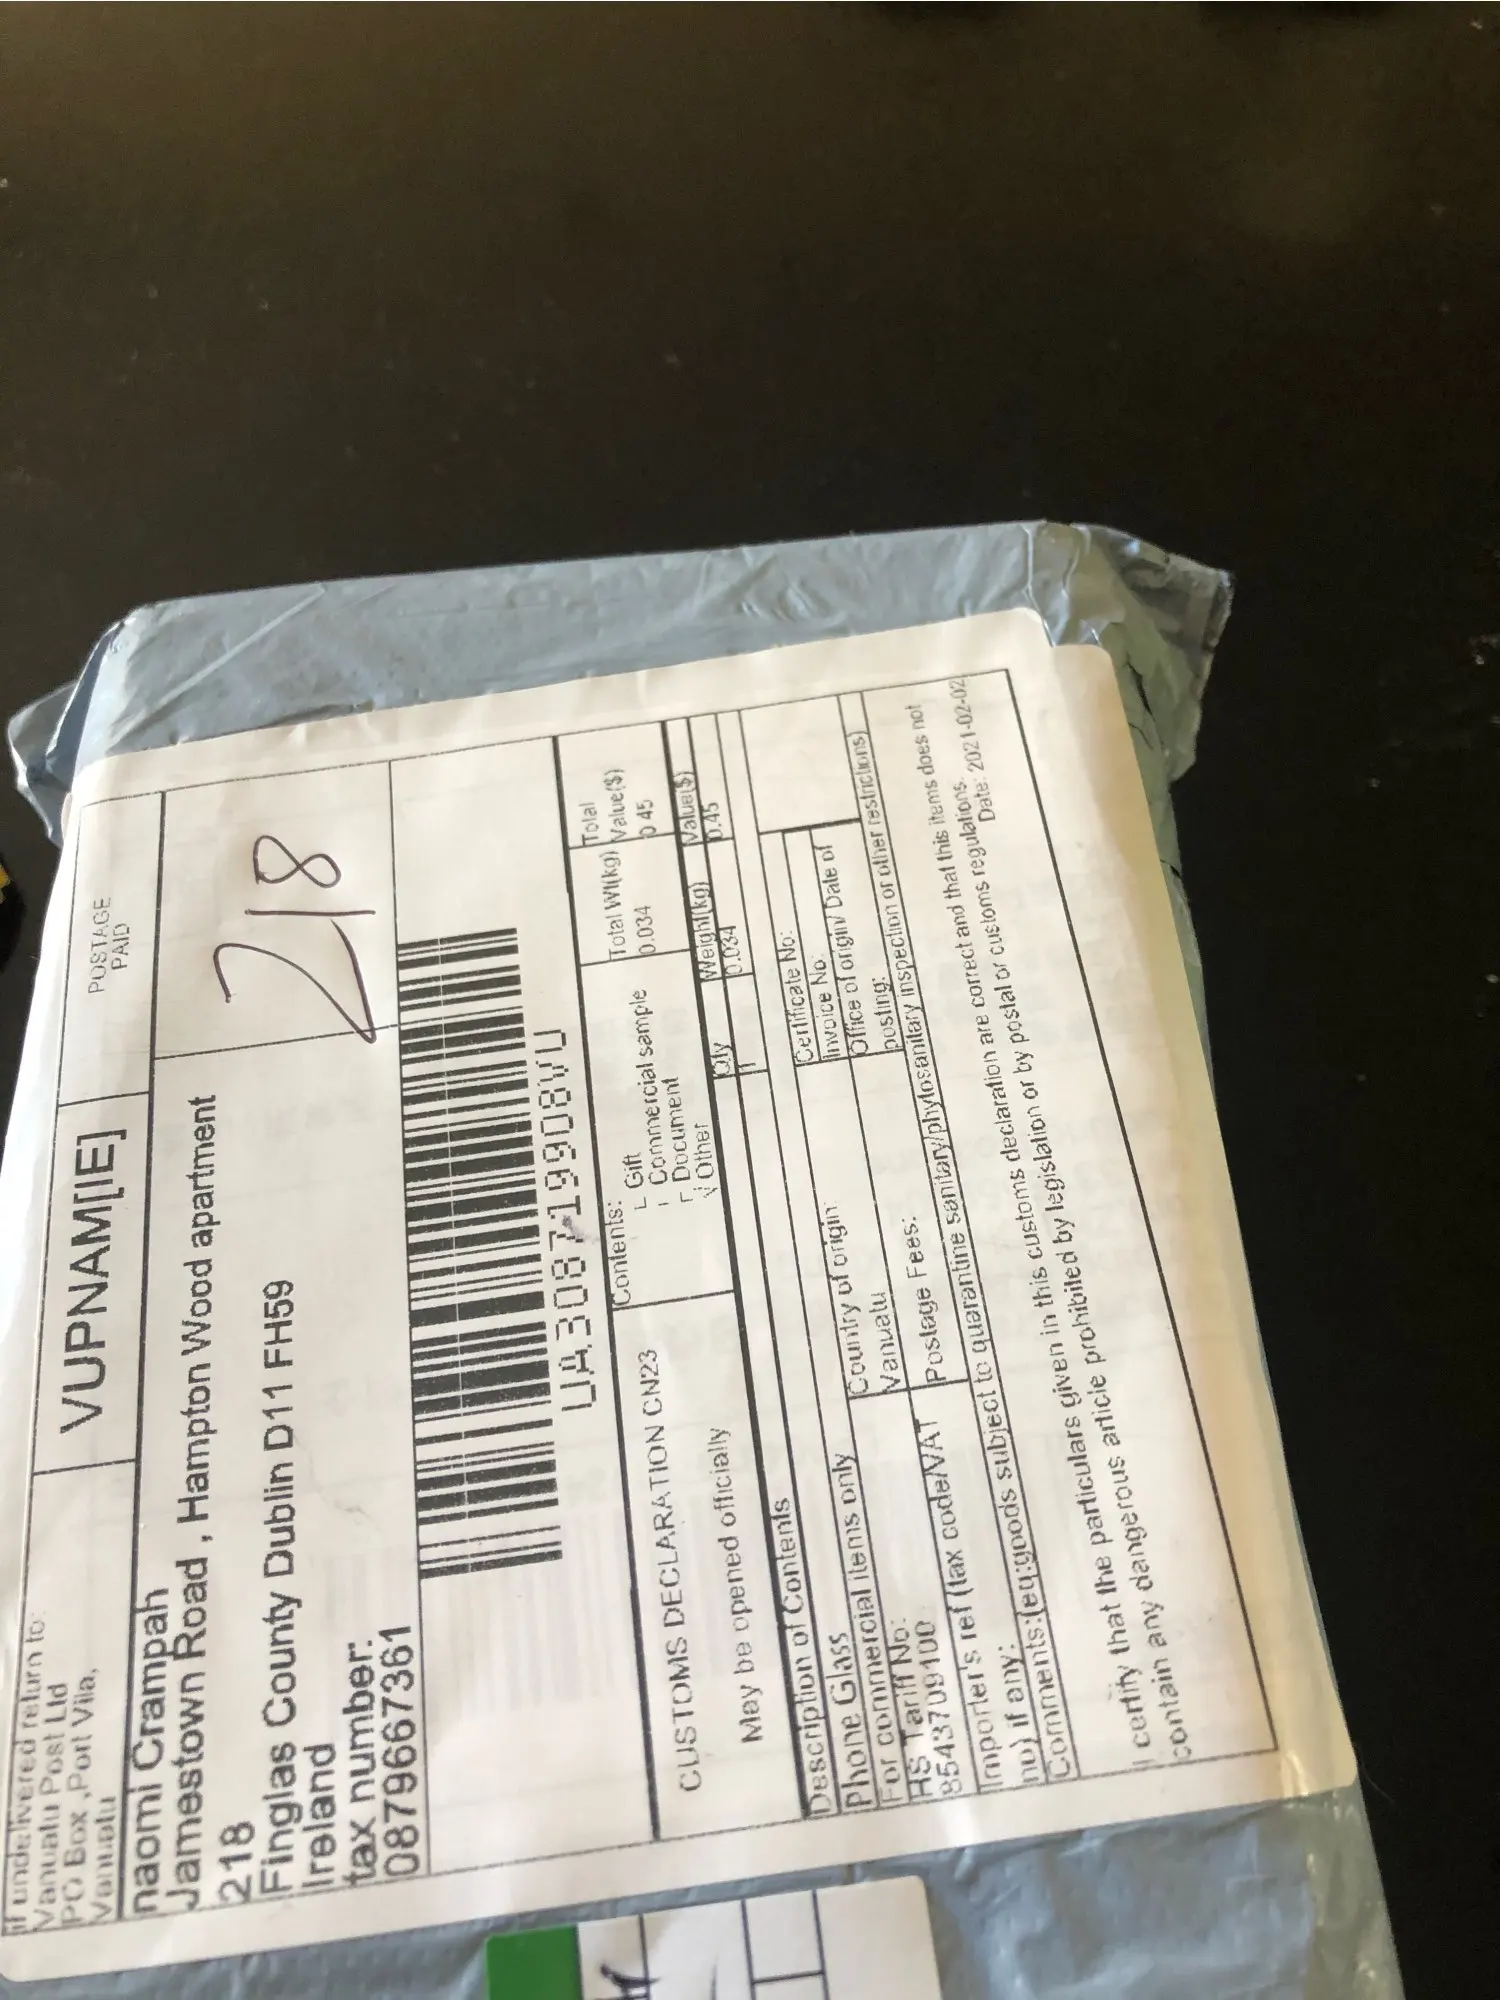 if undelivered return to:
Vanuatu Post Ltd
PO Box ,Port Vila,
Vanuatu
VUPNAM[IE]
POSTAGE
PAID
naomi Crampah
Jamestown Road , Hampton Wood apartment
218
Finglas County Dublin D11 FH59
Ireland
tax number:
0879667361
218
UA308719908VU
CUSTOMS DECLARATION CN23
May be opened officially
Contents:
Gift
Commercial sample
Document
√ Other
Total Wt(kg)
0.034
Total
Value($)
0.45
Description of Contents
Qty
Weight(kg)
Value($)
Phone Glass
1
0.034
0.45
For commercial items only
HS Tariff No:
8543709100
Country of origin:
Vanuatu
Certificate No:
Invoice No:
Importer's ref (tax code/VAT
no) if any:
Postage Fees:
Office of origin/ Date of
posting:
Comments:(eg:goods subject to quarantine sanitary/phytosanitary inspection or other restrictions)
I certify that the particulars given in this customs declaration are correct and that this items does not
contain any dangerous article prohibited by legislation or by postal or customs regulations.
Date: 2021-02-02